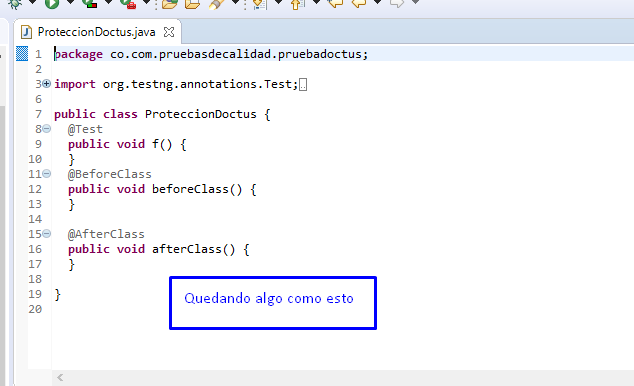 ProteccionDoctus.java
1 package co.com.pruebasdecalidad.pruebadoctus;
2
3 import org.testng.annotations.Test;
6
7 public class ProteccionDoctus {
8 @Test
9 public void f() {
10 }
11 @BeforeClass
12 public void beforeClass() {
13 }
14
15 @AfterClass
16 public void afterClass() {
17 }
18
19 }
20
Quedando algo como esto